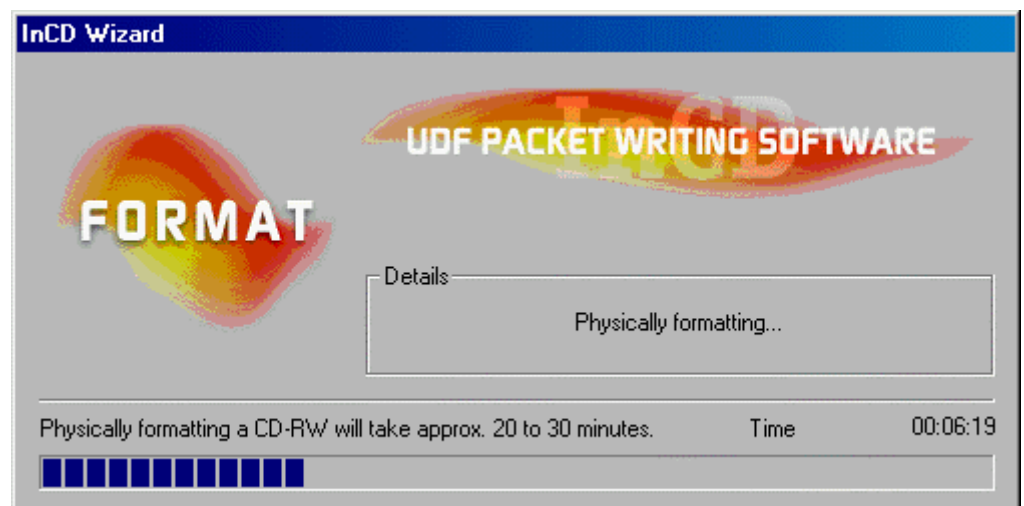 InCD Wizard
InCD
UDF PACKET WRITING SOFTWARE
FORMAT
Details
Physically formatting...
Physically formatting a CD-RW will take approx. 20 to 30 minutes. Time 00:06:19